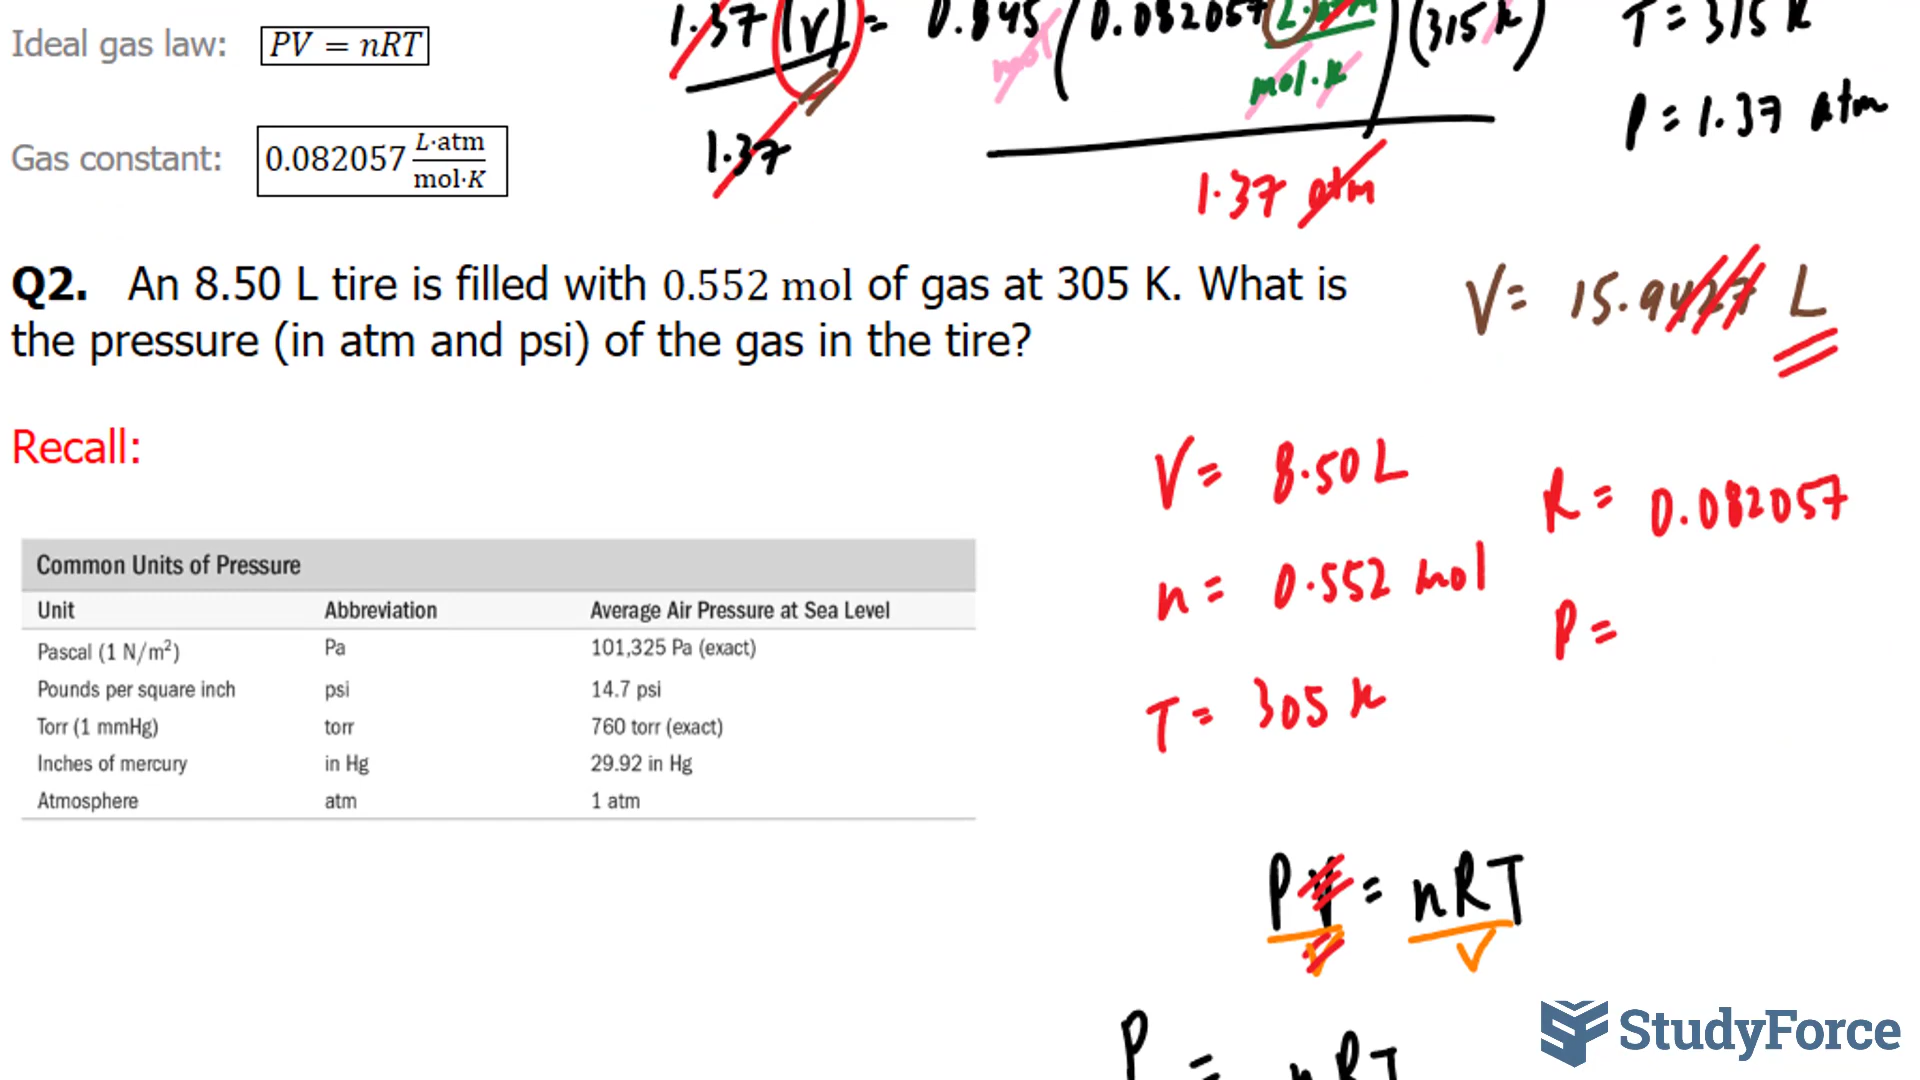 Ideal gas law: PV = nRT
1.37 (V) = 0.845 mol (0.082057 L·atm / mol·K) (315 K)
T = 315 K
P = 1.37 atm
1.37
1.37 atm
Gas constant: 0.082057 L·atm / mol·K
Q2. An 8.50 L tire is filled with 0.552 mol of gas at 305 K. What is
the pressure (in atm and psi) of the gas in the tire?
V = 15.9427 L
Recall:
V = 8.50 L
R = 0.082057
n = 0.552 mol
P =
T = 305 K
Common Units of Pressure
Unit Abbreviation Average Air Pressure at Sea Level
Pascal (1 N/m²) Pa 101,325 Pa (exact)
Pounds per square inch psi 14.7 psi
Torr (1 mmHg) torr 760 torr (exact)
Inches of mercury in Hg 29.92 in Hg
Atmosphere atm 1 atm
PV = nRT
V V
P = nRT
StudyForce